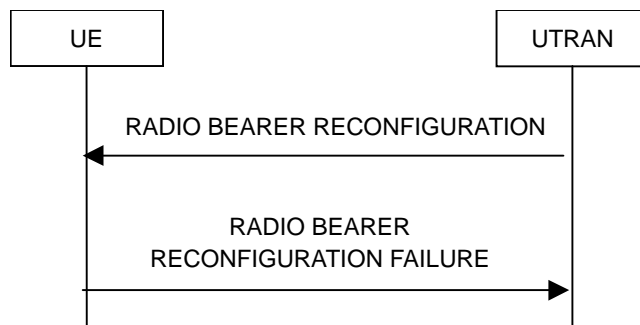 UE
UTRAN
RADIO BEARER RECONFIGURATION
RADIO BEARER
RECONFIGURATION FAILURE